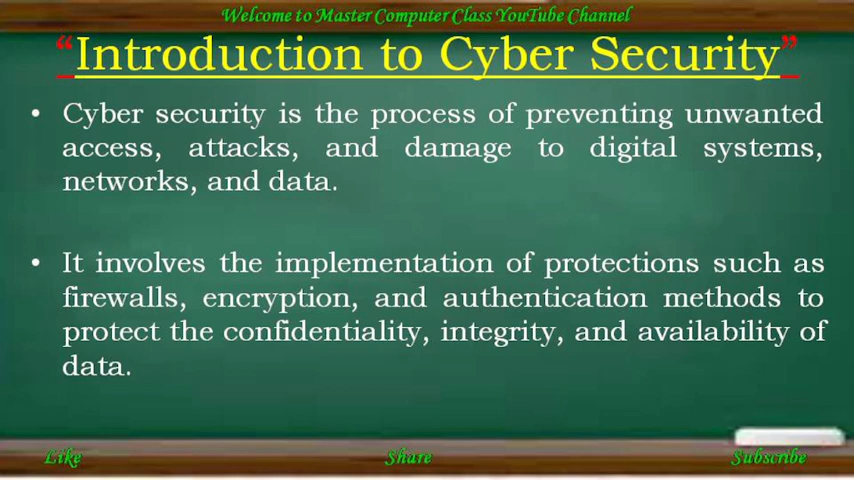 Welcome to Master Computer Class YouTube Channel
“Introduction to Cyber Security”
• Cyber security is the process of preventing unwanted
access, attacks, and damage to digital systems,
networks, and data.
• It involves the implementation of protections such as
firewalls, encryption, and authentication methods to
protect the confidentiality, integrity, and availability of
data.
Like Share Subscribe